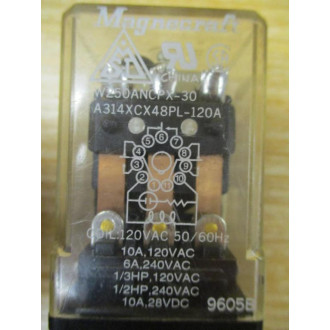 Magnecraft
CHINA
W250ANCPX-30
A314XCX48PL-120A
COIL:120VAC 50/60Hz
10A,120VAC
6A,240VAC
1/3HP,120VAC
1/2HP,240VAC
10A,28VDC
9605B